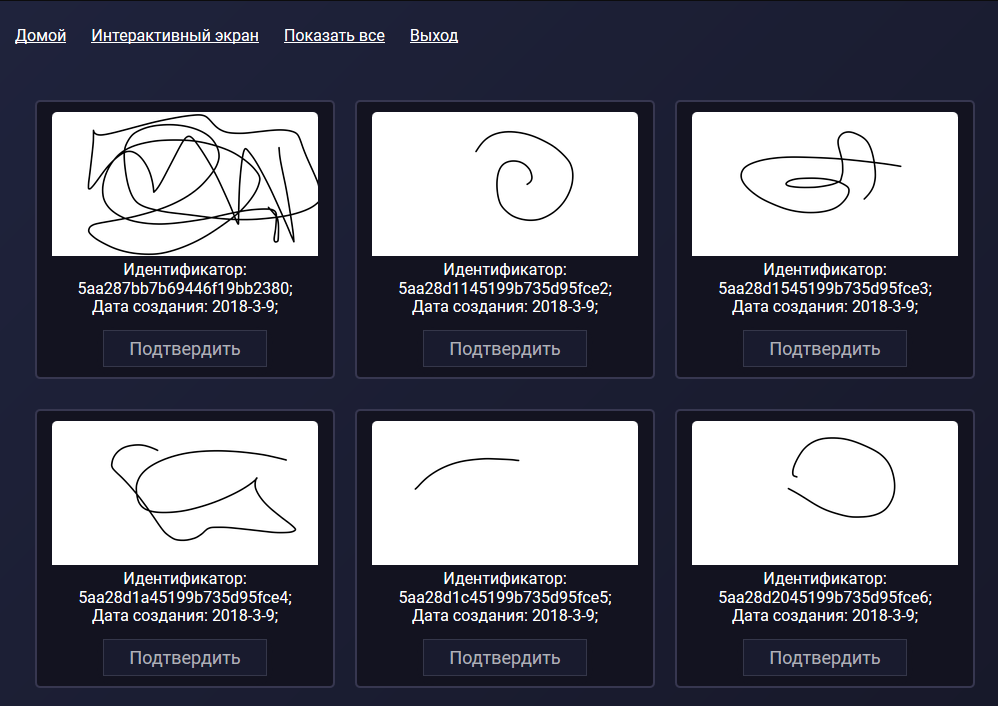 Домой Интерактивный экран Показать все Выход
Идентификатор:
5aa287bb7b69446f19bb2380;
Дата создания: 2018-3-9;
Подтвердить
Идентификатор:
5aa28d1145199b735d95fce2;
Дата создания: 2018-3-9;
Подтвердить
Идентификатор:
5aa28d1545199b735d95fce3;
Дата создания: 2018-3-9;
Подтвердить
Идентификатор:
5aa28d1a45199b735d95fce4;
Дата создания: 2018-3-9;
Подтвердить
Идентификатор:
5aa28d1c45199b735d95fce5;
Дата создания: 2018-3-9;
Подтвердить
Идентификатор:
5aa28d2045199b735d95fce6;
Дата создания: 2018-3-9;
Подтвердить